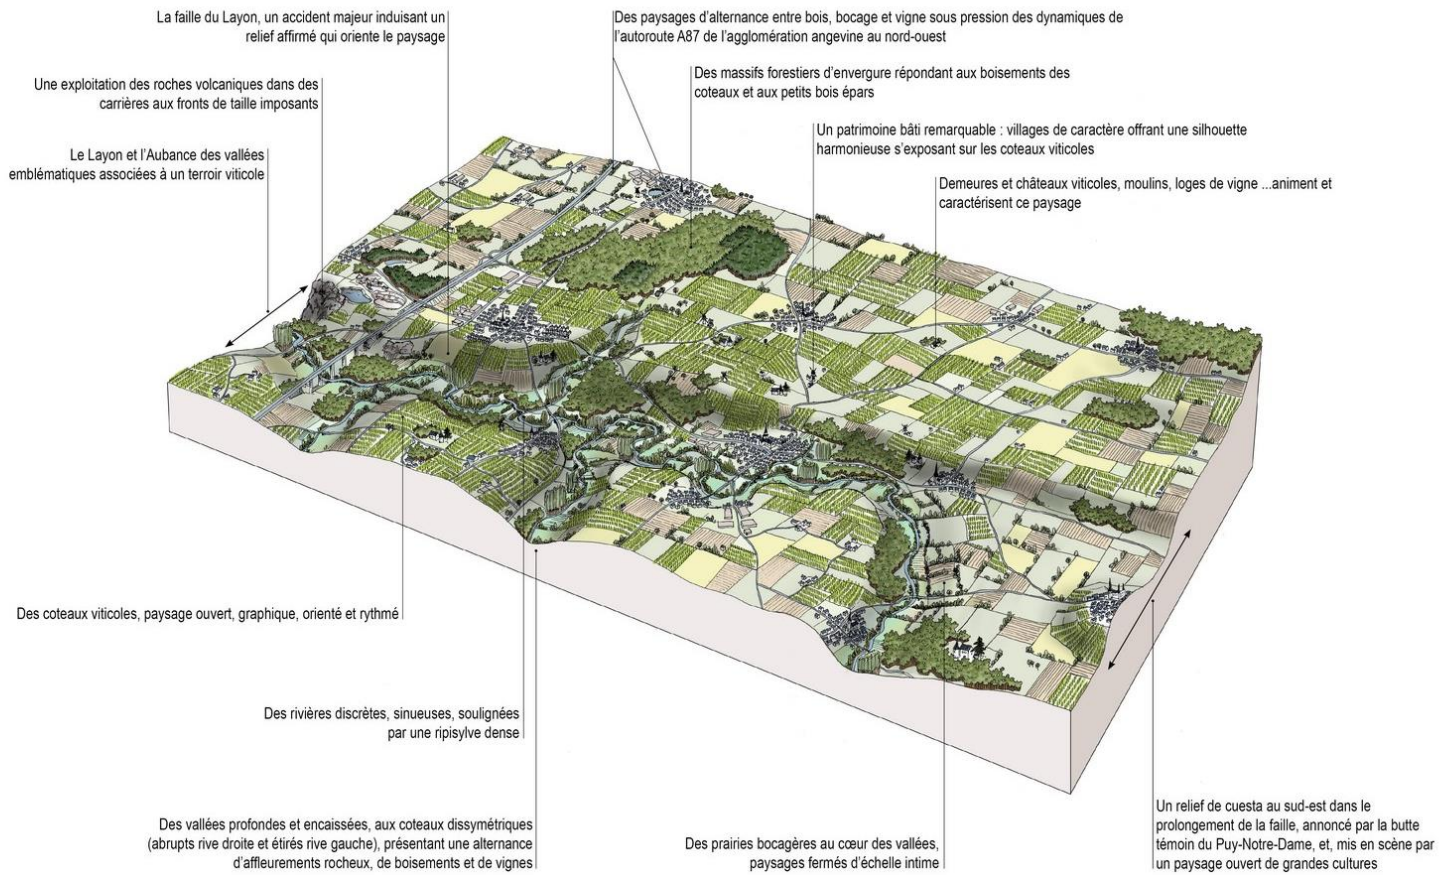 La faille du Layon, un accident majeur induisant un
relief affirmé qui oriente le paysage
Des paysages d'alternance entre bois, bocage et vigne sous pression des dynamiques de
l'autoroute A87 de l'agglomération angevine au nord-ouest
Une exploitation des roches volcaniques dans des
carrières aux fronts de taille imposants
Des massifs forestiers d'envergure répondant aux boisements des
coteaux et aux petits bois épars
Le Layon et l'Aubance des vallées
emblématiques associées à un terroir viticole
Un patrimoine bâti remarquable : villages de caractère offrant une silhouette
harmonieuse s'exposant sur les coteaux viticoles
Demeures et châteaux viticoles, moulins, loges de vigne ...animent et
caractérisent ce paysage
Des coteaux viticoles, paysage ouvert, graphique, orienté et rythmé
Des rivières discrètes, sinueuses, soulignées
par une ripisylve dense
Des vallées profondes et encaissées, aux coteaux dissymétriques
(abrupts rive droite et étirés rive gauche), présentant une alternance
d'affleurements rocheux, de boisements et de vignes
Des prairies bocagères au cœur des vallées,
paysages fermés d'échelle intime
Un relief de cuesta au sud-est dans le
prolongement de la faille, annoncé par la butte
témoin du Puy-Notre-Dame, et, mis en scène par
un paysage ouvert de grandes cultures